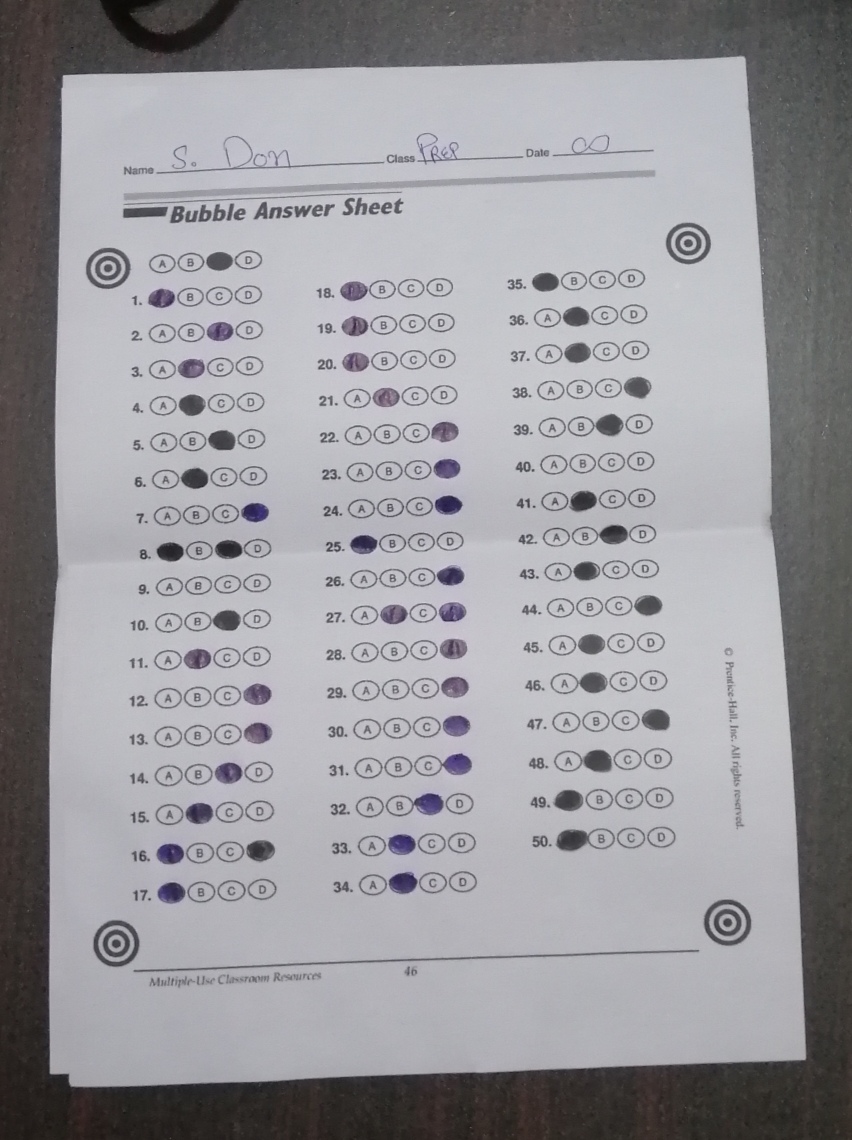 Name S. Don Class PREP Date 00
Bubble Answer Sheet
A B D
1. B C D
2. A B D
3. A C D
4. A C D
5. A B D
6. A C D
7. A B C
8. B D
9. A B C D
10. A B D
11. A C D
12. A B C
13. A B C
14. A B D
15. A C D
16. B C
17. B C D
18. B C D
19. B C D
20. B C D
21. A C D
22. A B C
23. A B C
24. A B C
25. B C D
26. A B C
27. A C
28. A B C
29. A B C
30. A B C
31. A B C
32. A B D
33. A C D
34. A C D
35. B C D
36. A C D
37. A C D
38. A B C
39. A B D
40. A B C D
41. A C D
42. A B D
43. A C D
44. A B C
45. A C D
46. A C D
47. A B C
48. A C D
49. B C D
50. B C D
© Prentice-Hall, Inc. All rights reserved.
Multiple-Use Classroom Resources 46